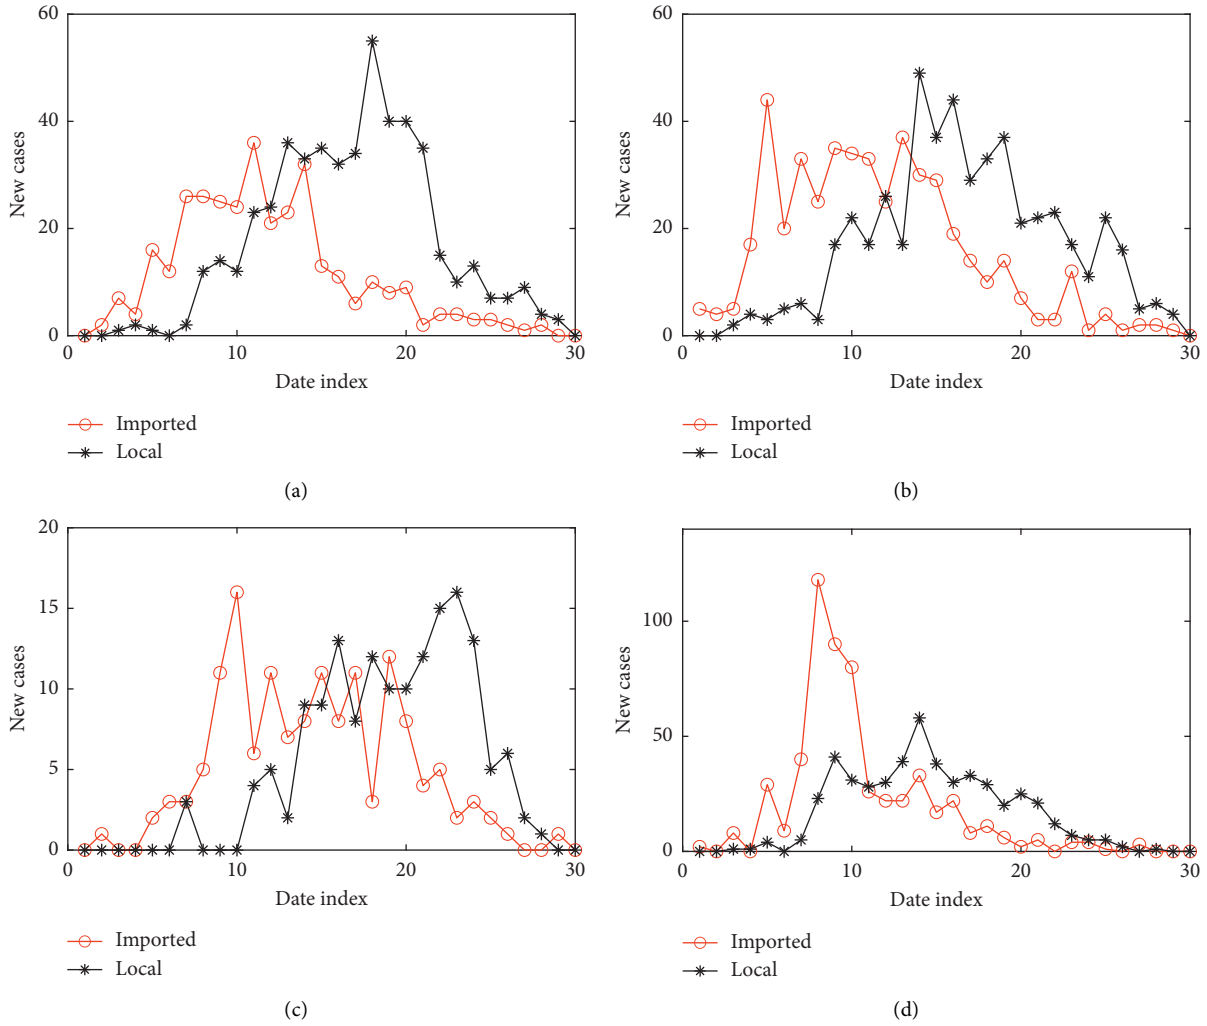 60
40
20
0
New cases
0 10 20 30
Date index
Imported
Local
(a)
60
40
20
0
New cases
0 10 20 30
Date index
Imported
Local
(b)
20
15
10
5
0
New cases
0 10 20 30
Date index
Imported
Local
(c)
100
50
0
New cases
0 10 20 30
Date index
Imported
Local
(d)